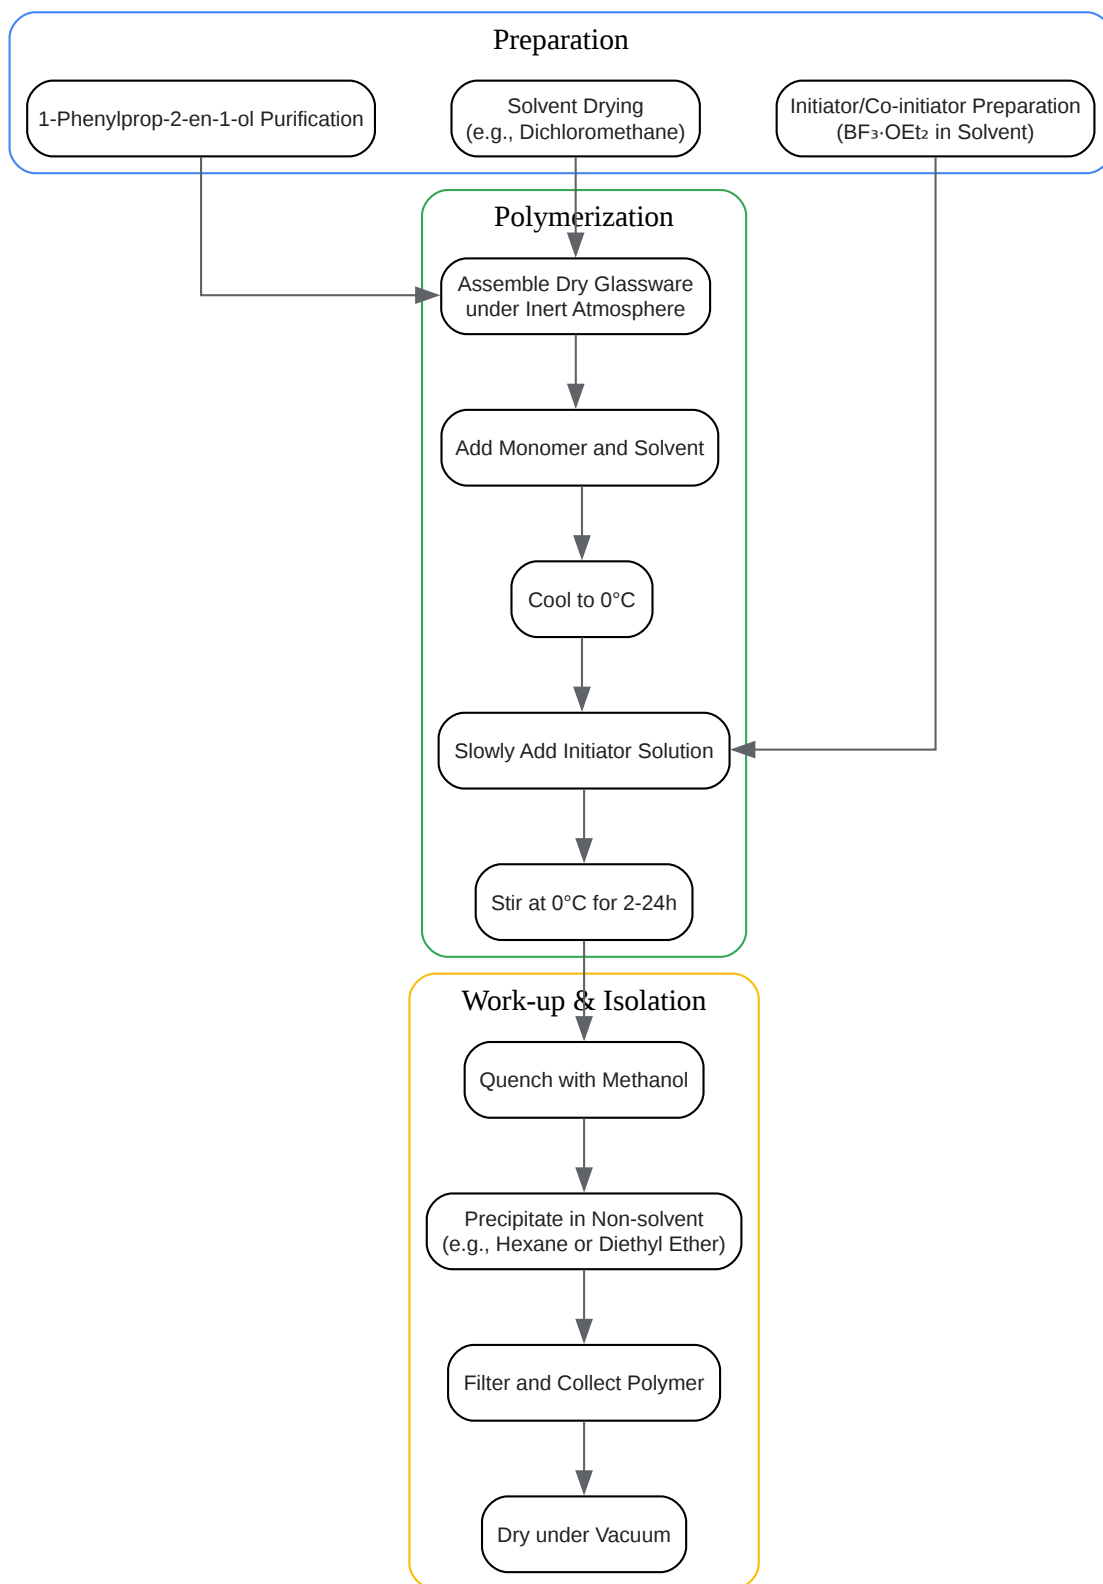 Preparation
1-Phenylprop-2-en-1-ol Purification
Solvent Drying
(e.g., Dichloromethane)
Initiator/Co-initiator Preparation
(BF₃·OEt₂ in Solvent)
Polymerization
Assemble Dry Glassware
under Inert Atmosphere
Add Monomer and Solvent
Cool to 0°C
Slowly Add Initiator Solution
Stir at 0°C for 2-24h
Work-up & Isolation
Quench with Methanol
Precipitate in Non-solvent
(e.g., Hexane or Diethyl Ether)
Filter and Collect Polymer
Dry under Vacuum